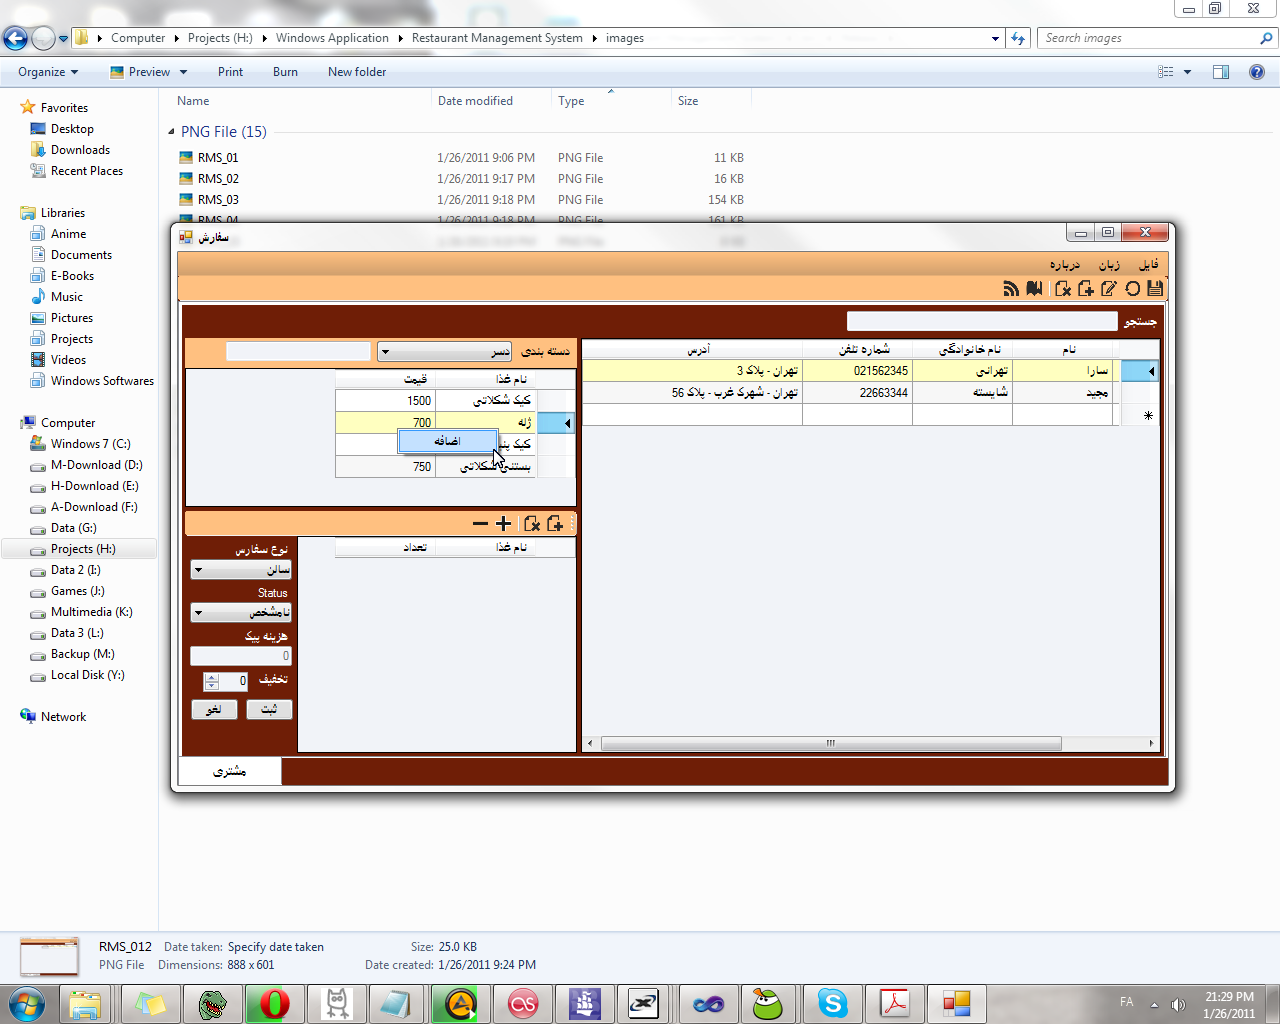 Computer Projects (H:) Windows Application Restaurant Management System images
Search images
Organize Preview Print Burn New folder
Name Date modified Type Size
PNG File (15)
RMS_01 1/26/2011 9:06 PM PNG File 11 KB
RMS_02 1/26/2011 9:17 PM PNG File 16 KB
RMS_03 1/26/2011 9:18 PM PNG File 154 KB
RMS_04 1/26/2011 9:18 PM PNG File 161 KB
Favorites
Desktop
Downloads
Recent Places
Libraries
Anime
Documents
E-Books
Music
Pictures
Projects
Videos
Windows Softwares
Computer
Windows 7 (C:)
M-Download (D:)
H-Download (E:)
A-Download (F:)
Data (G:)
Projects (H:)
Data 2 (I:)
Games (J:)
Multimedia (K:)
Data 3 (L:)
Backup (M:)
Local Disk (Y:)
Network
سفارش
فایل زبان درباره
جستجو
نام نام خانوادگی شماره تلفن آدرس
سارا تهرانی 021562345 تهران - پلاک 3
مجید شایسته 22663344 تهران - شهرک غرب - پلاک 56
دسته بندی دسر
نام غذا قیمت
کیک شکلاتی 1500
ژله 700
کیک
بستنی شکلاتی 750
اضافه
نام غذا تعداد
نوع سفارس
سالن
Status
نامشخص
هزینه پیک
0
تخفیف 0
ثبت لغو
مشتری
RMS_012 Date taken: Specify date taken Size: 25.0 KB
PNG File Dimensions: 888 x 601 Date created: 1/26/2011 9:24 PM
FA 21:29 PM
1/26/2011